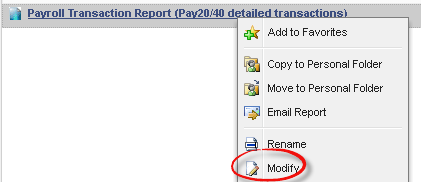 Payroll Transaction Report (Pay20/40 detailed transactions)
Add to Favorites
Copy to Personal Folder
Move to Personal Folder
Email Report
Rename
Modify